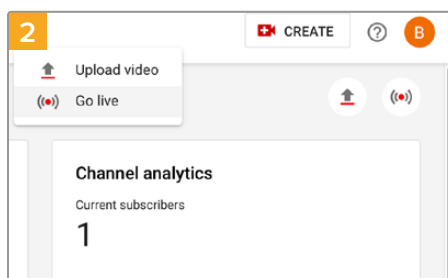 2
CREATE
B
Upload video
Go live
Channel analytics
Current subscribers
1